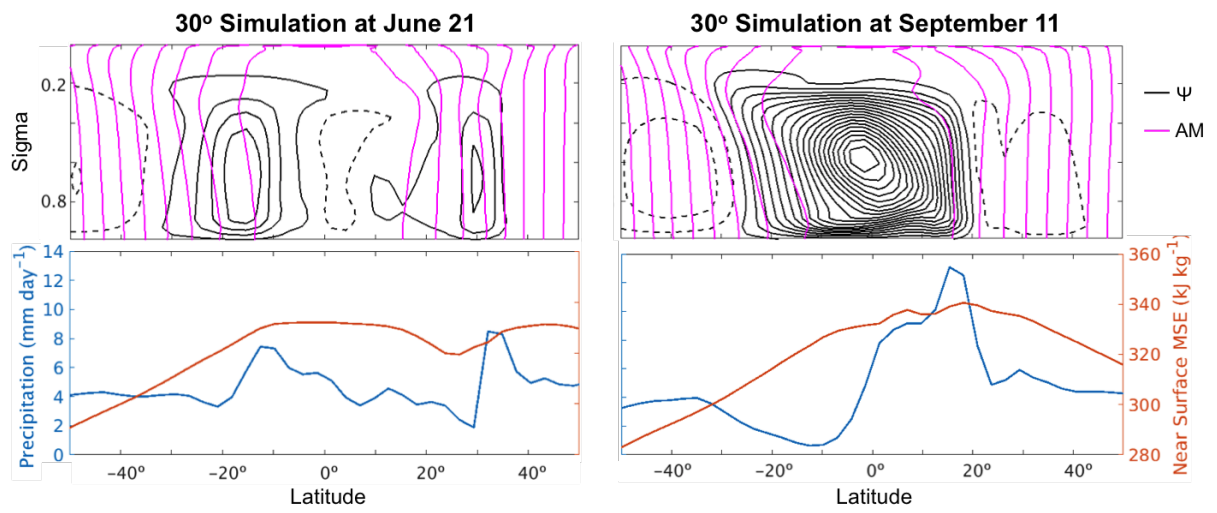 30° Simulation at June 21
30° Simulation at September 11
Sigma
0.2
0.8
Ψ
AM
Precipitation (mm day⁻¹)
14
12
10
8
6
4
2
0
−40° −20° 0° 20° 40°
Latitude
−40° −20° 0° 20° 40°
Latitude
360
340
320
300
280
Near Surface MSE (kJ kg⁻¹)